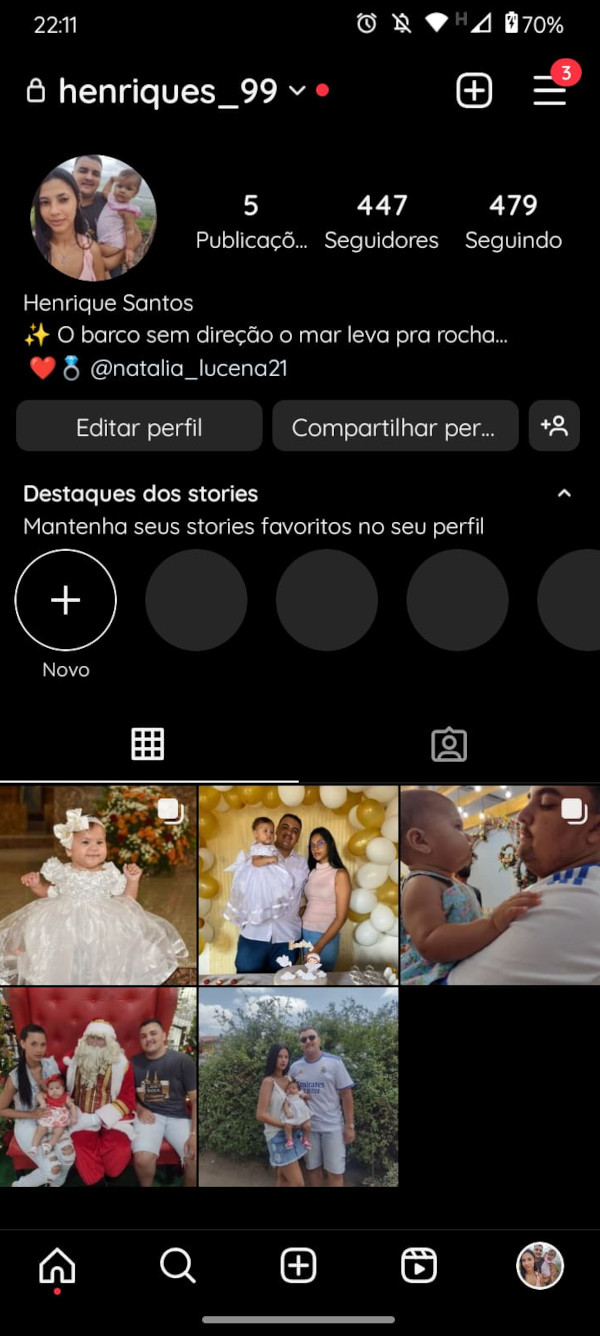 22:11
H
70%
henriques_99
3
5
447
479
Publicaçõ...
Seguidores
Seguindo
Henrique Santos
✨ O barco sem direção o mar leva pra rocha...
❤️💍 @natalia_lucena21
Editar perfil
Compartilhar per...
Destaques dos stories
Mantenha seus stories favoritos no seu perfil
Novo
Emirates